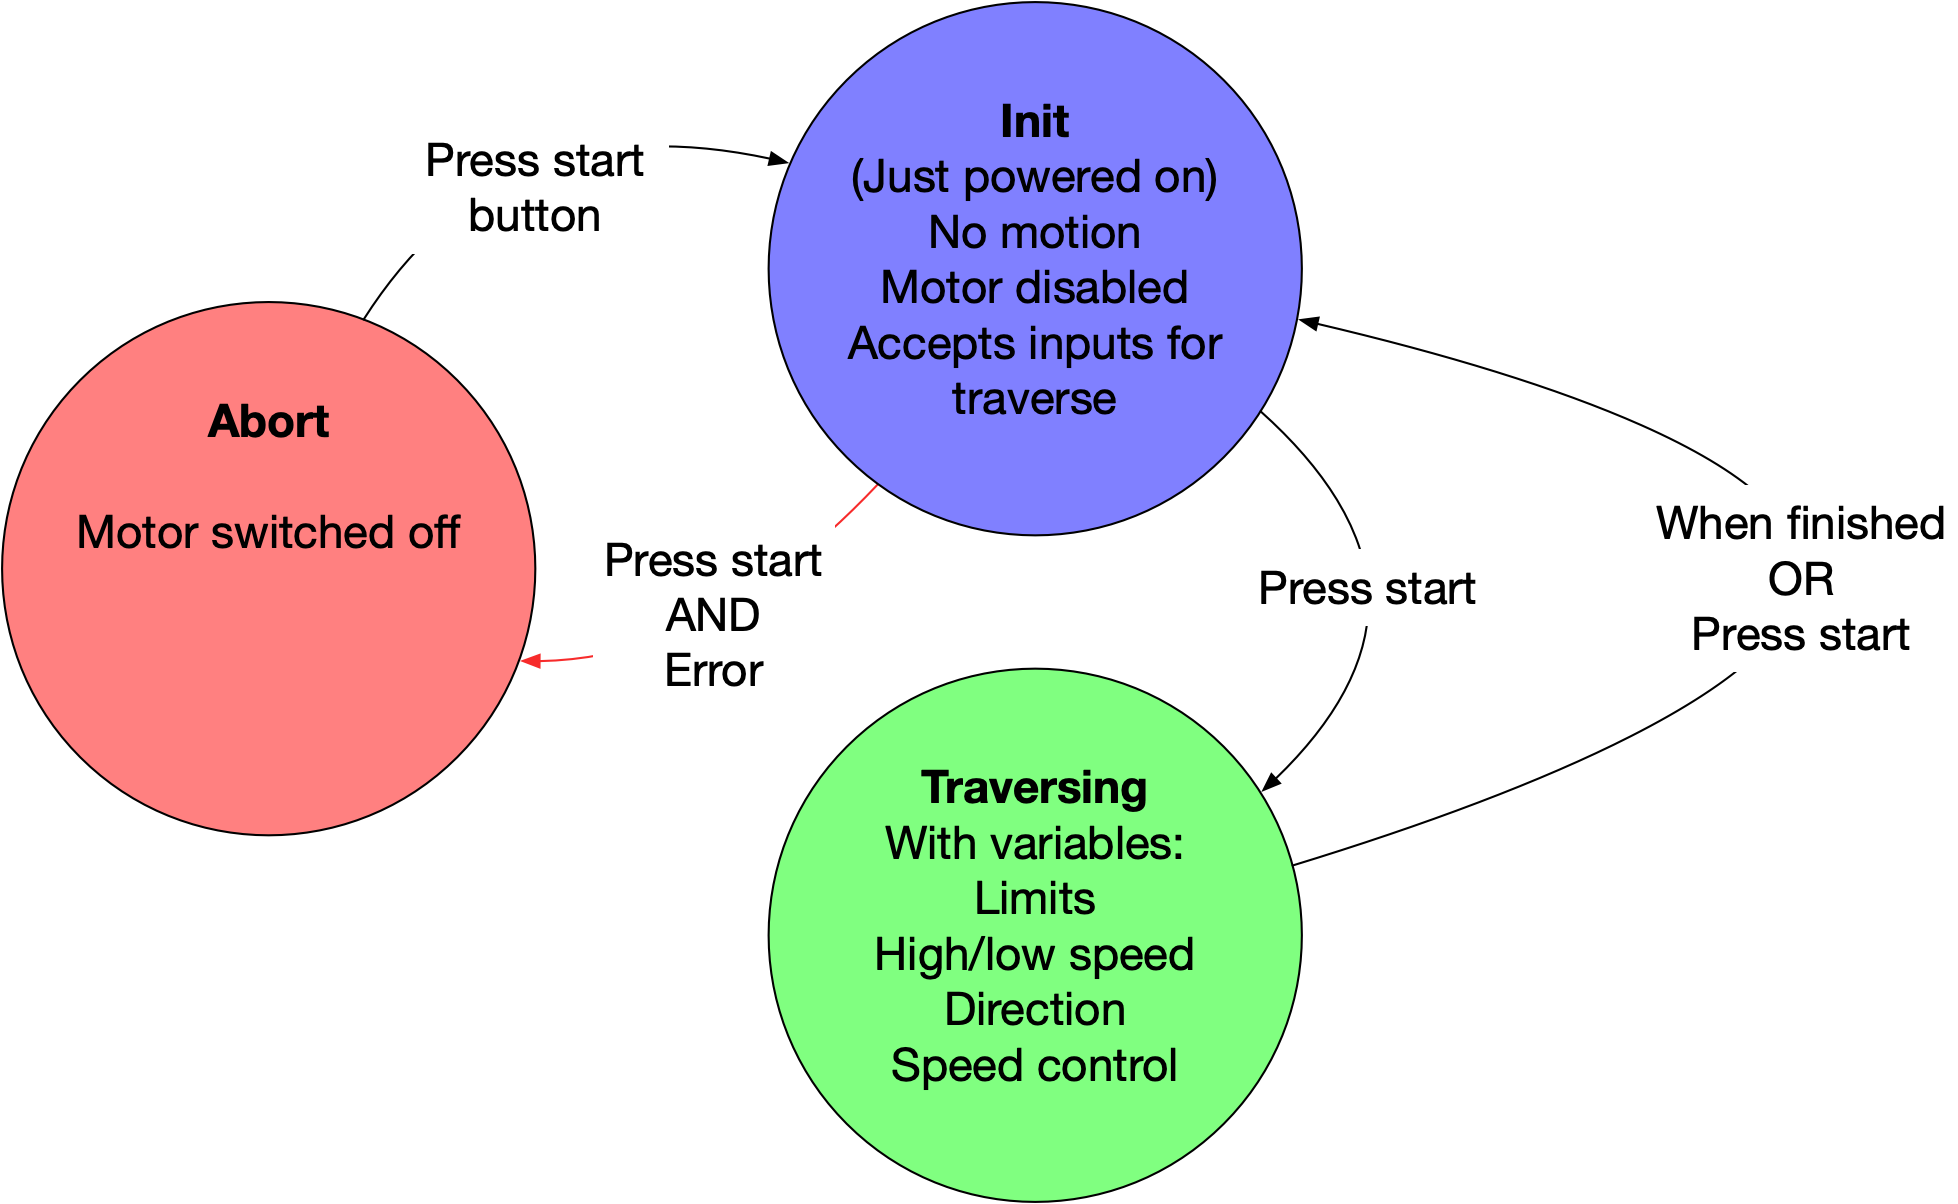 Press start
button
Init
(Just powered on)
No motion
Motor disabled
Accepts inputs for
traverse
Abort
Motor switched off
Press start
AND
Error
Press start
When finished
OR
Press start
Traversing
With variables:
Limits
High/low speed
Direction
Speed control